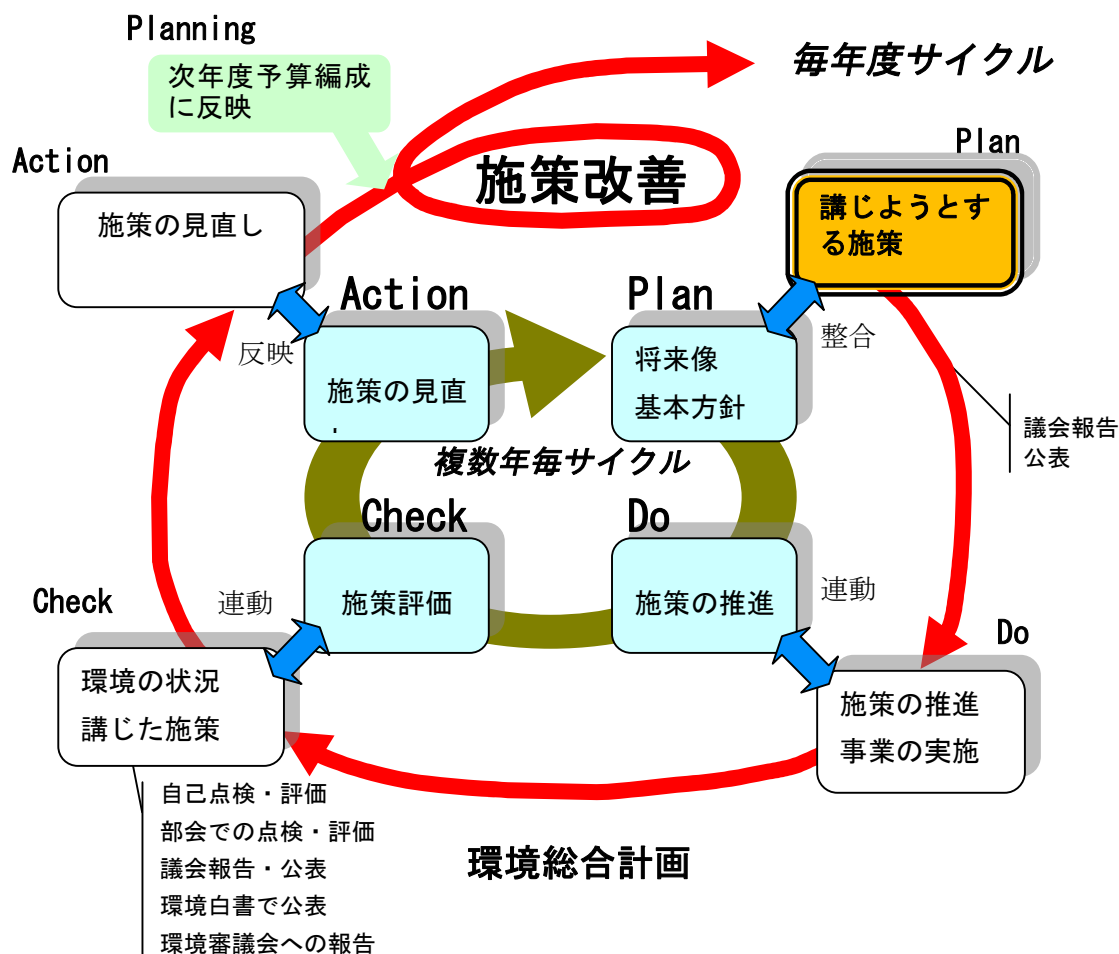 Planning
次年度予算編成
に反映
毎年度サイクル
Action
施策の見直し
施策改善
Plan
講じようとす
る施策
Action
Plan
反映
整合
施策の見直
将来像
基本方針
議会報告
公表
複数年毎サイクル
Check
Do
連動
施策評価
施策の推進
連動
Check
Do
環境の状況
講じた施策
施策の推進
事業の実施
自己点検・評価
部会での点検・評価
議会報告・公表
環境白書で公表
環境審議会への報告
環境総合計画